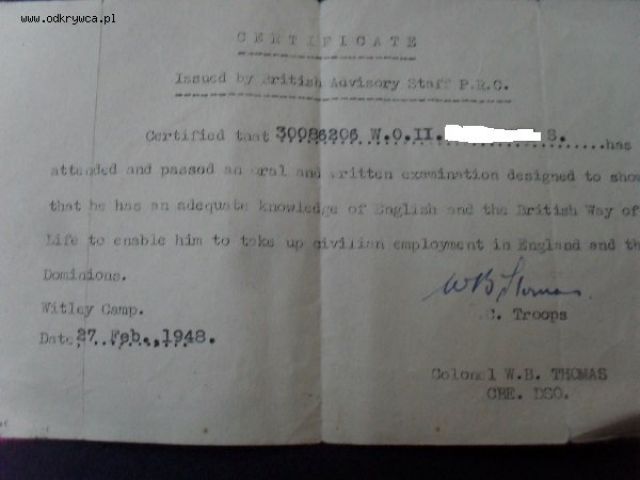 www.odkrywca.pl
CERTIFICATE
Issued by British Advisory Staff P.R.C.
Certified that 30086206 W.O.II. S. has
attended and passed an oral and written examination designed to show
that he has an adequate knowledge of English and the British Way of
Life to enable him to take up civilian employment in England and the
Dominions.
WB Thomas
Witley Camp.
C. Troops
Date 27 Feb.,1948.
Colonel W.B. THOMAS
CBE. DSO.